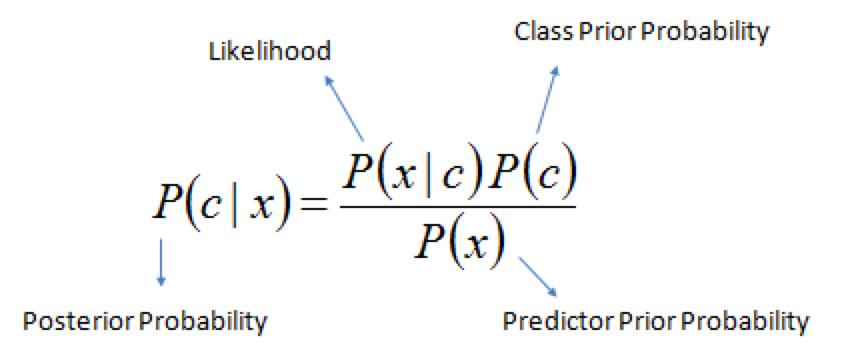 Likelihood
Class Prior Probability
P(c | x) = P(x | c)P(c) / P(x)
Posterior Probability
Predictor Prior Probability